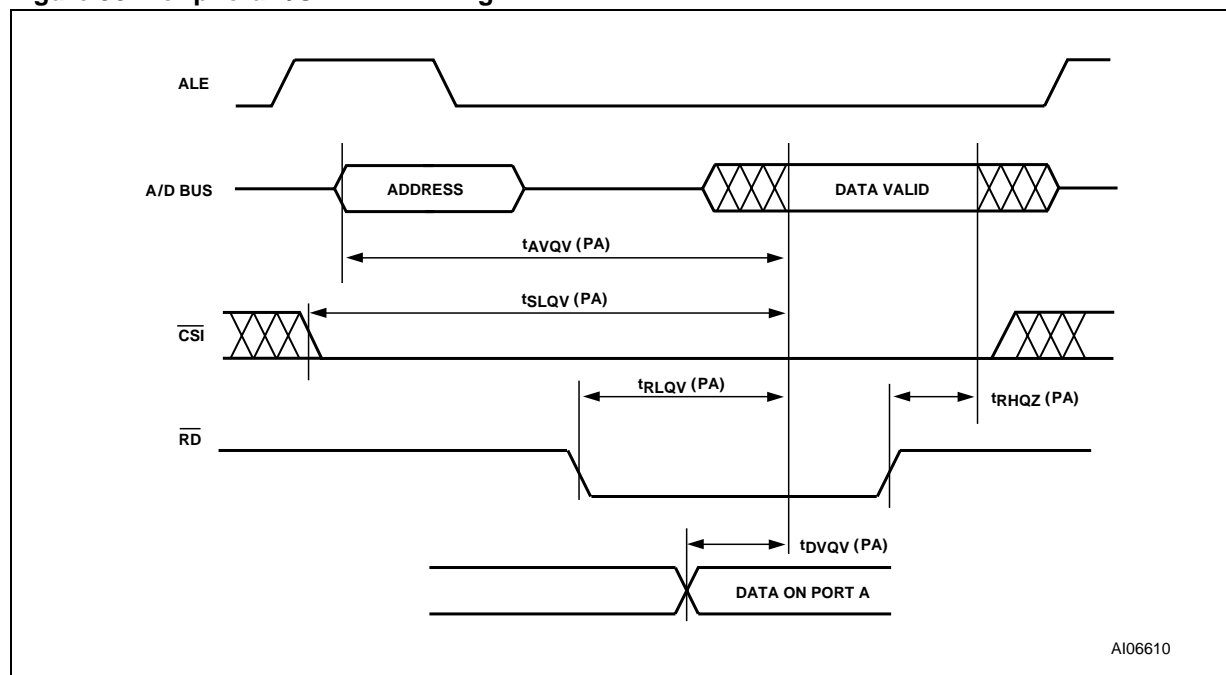 ALE
A/D BUS
ADDRESS
DATA VALID
tAVQV (PA)
tSLQV (PA)
CSI
tRLQV (PA)
tRHQZ (PA)
RD
tDVQV (PA)
DATA ON PORT A
AI06610